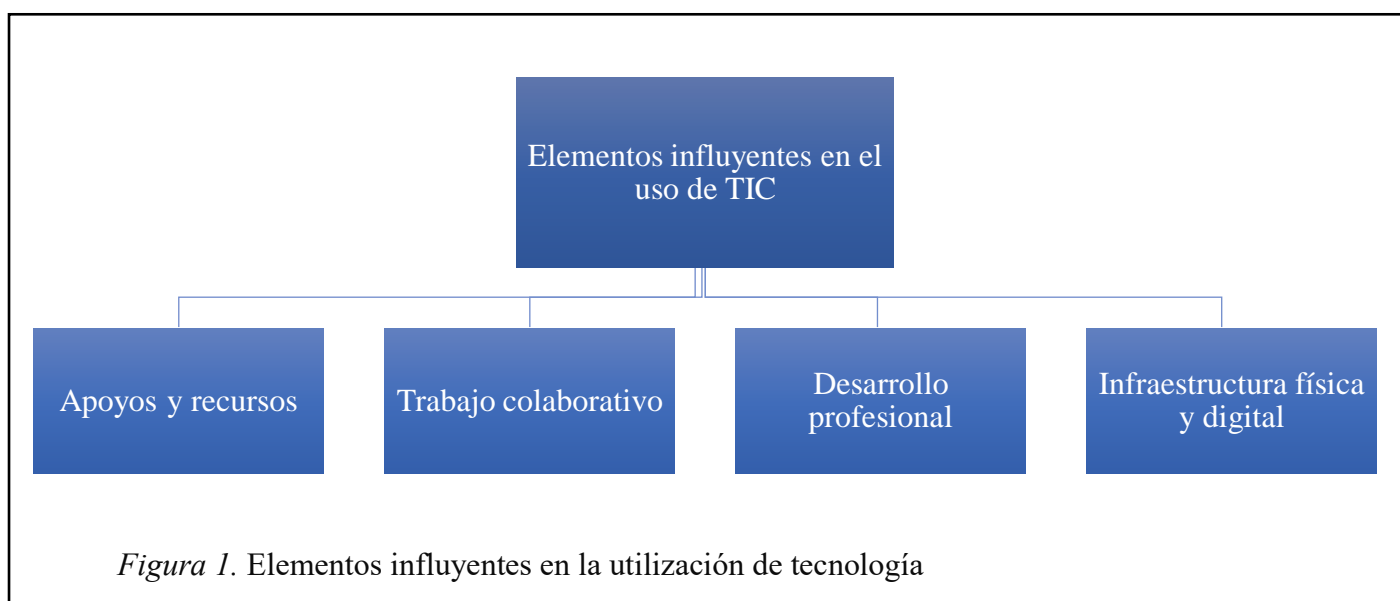 Elementos influyentes en el
uso de TIC
Apoyos y recursos
Trabajo colaborativo
Desarrollo
profesional
Infraestructura física
y digital
Figura 1. Elementos influyentes en la utilización de tecnología